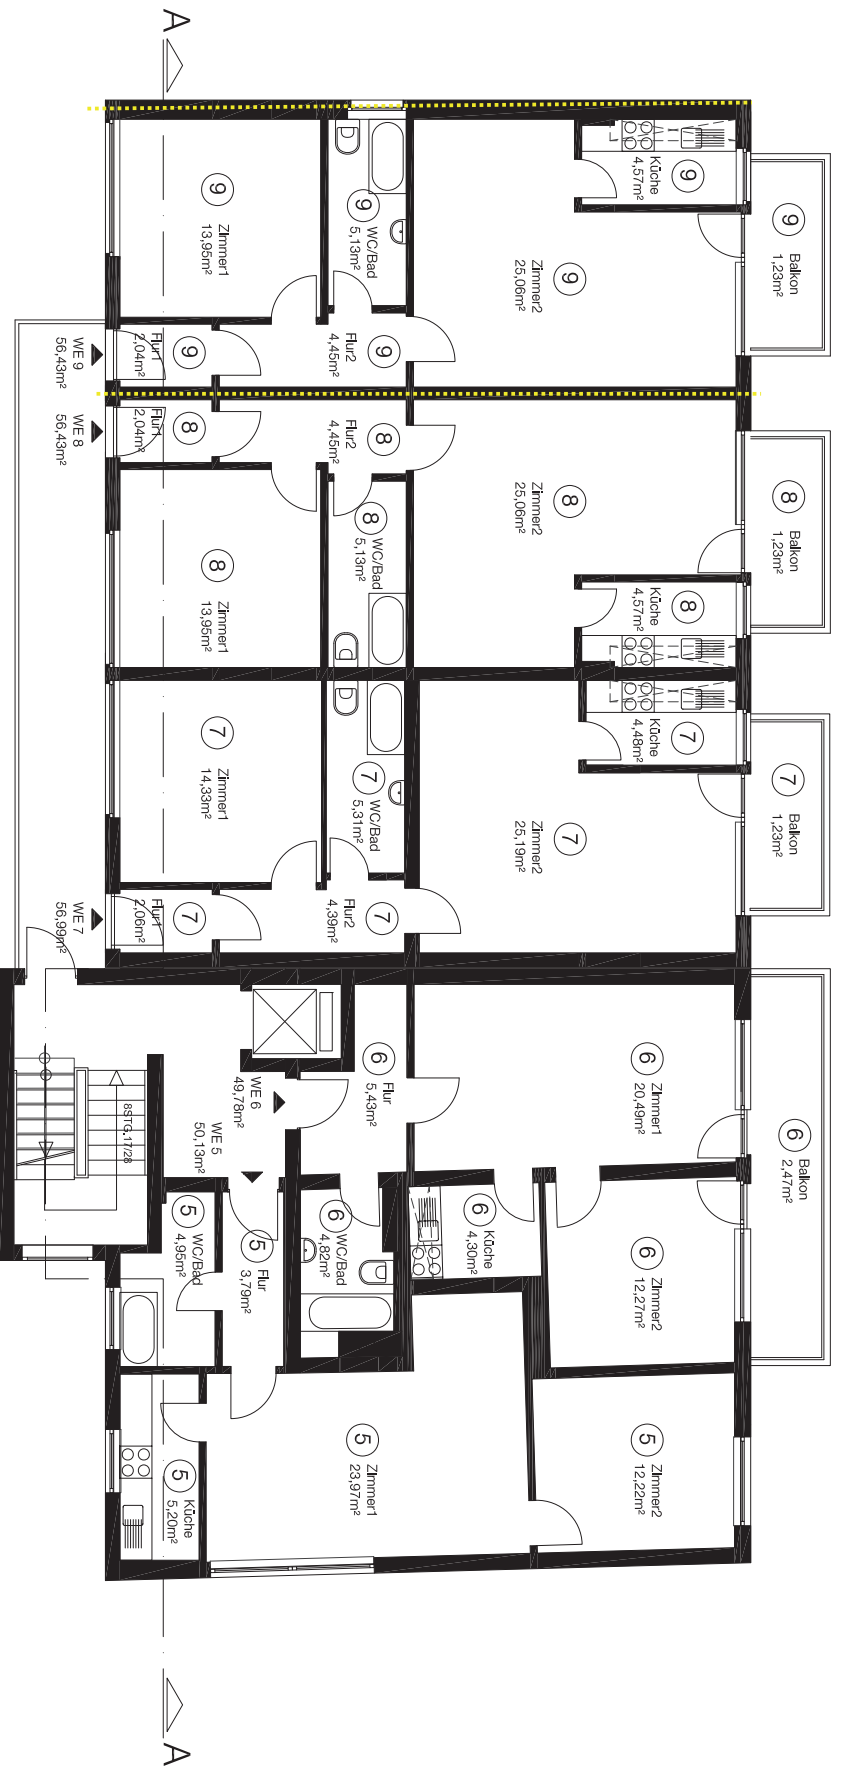 A
9
Zimmer1
13,95m²
9
WC/Bad
5,13m²
9
Zimmer2
25,06m²
9
Küche
4,57m²
9
Balkon
1,23m²
9
Flur1
2,04m²
9
Flur2
4,45m²
WE 9
56,43m²
WE 8
56,43m²
8
Flur1
2,04m²
8
Flur2
4,45m²
8
Zimmer1
13,95m²
8
WC/Bad
5,13m²
8
Zimmer2
25,06m²
8
Küche
4,57m²
8
Balkon
1,23m²
7
Zimmer1
14,33m²
7
WC/Bad
5,31m²
7
Zimmer2
25,19m²
7
Küche
4,48m²
7
Balkon
1,23m²
7
Flur1
2,06m²
7
Flur2
4,39m²
WE 7
56,99m²
6
Flur
5,43m²
6
Zimmer1
20,49m²
6
Balkon
2,47m²
WE 6
49,78m²
WE 5
50,13m²
8STG.17/28
6
WC/Bad
4,82m²
6
Küche
4,30m²
6
Zimmer2
12,27m²
5
WC/Bad
4,95m²
5
Flur
3,79m²
5
Küche
5,20m²
5
Zimmer1
23,97m²
5
Zimmer2
12,22m²
A